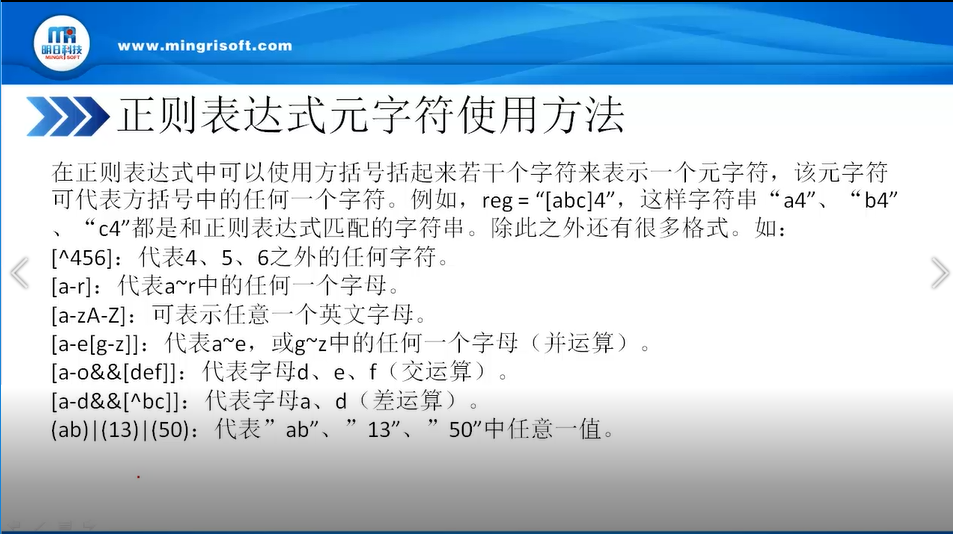 明日科技
MINGRISOFT
www.mingrisoft.com
正则表达式元字符使用方法
在正则表达式中可以使用方括号括起来若干个字符来表示一个元字符，该元字符
可代表方括号中的任何一个字符。例如，reg = “[abc]4”，这样字符串“a4”、“b4”
、“c4”都是和正则表达式匹配的字符串。除此之外还有很多格式。如：
[^456]：代表4、5、6之外的任何字符。
[a-r]：代表a~r中的任何一个字母。
[a-zA-Z]：可表示任意一个英文字母。
[a-e[g-z]]：代表a~e，或g~z中的任何一个字母（并运算）。
[a-o&&[def]]：代表字母d、e、f（交运算）。
[a-d&&[^bc]]：代表字母a、d（差运算）。
(ab)|(13)|(50)：代表”ab”、”13”、”50”中任意一值。